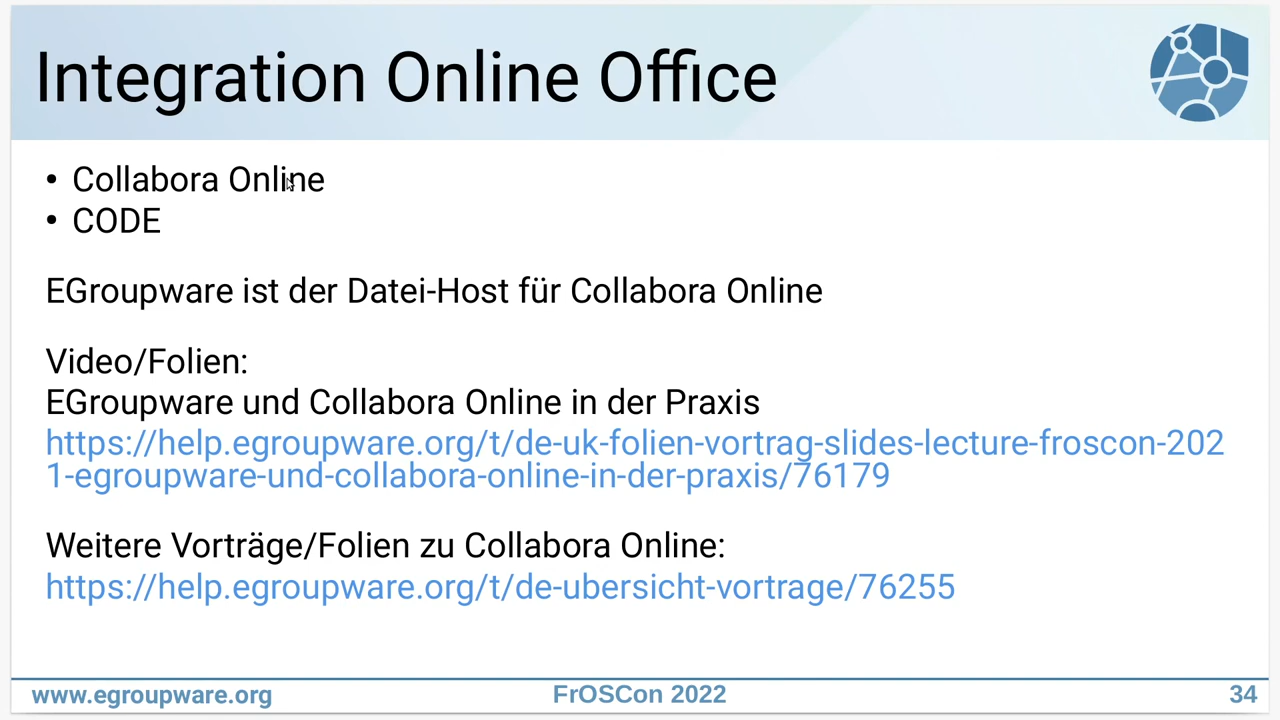 Integration Online Office
• Collabora Online
• CODE
EGroupware ist der Datei-Host für Collabora Online
Video/Folien:
EGroupware und Collabora Online in der Praxis
https://help.egroupware.org/t/de-uk-folien-vortrag-slides-lecture-froscon-202
1-egroupware-und-collabora-online-in-der-praxis/76179
Weitere Vorträge/Folien zu Collabora Online:
https://help.egroupware.org/t/de-ubersicht-vortrage/76255
www.egroupware.org FrOSCon 2022 34